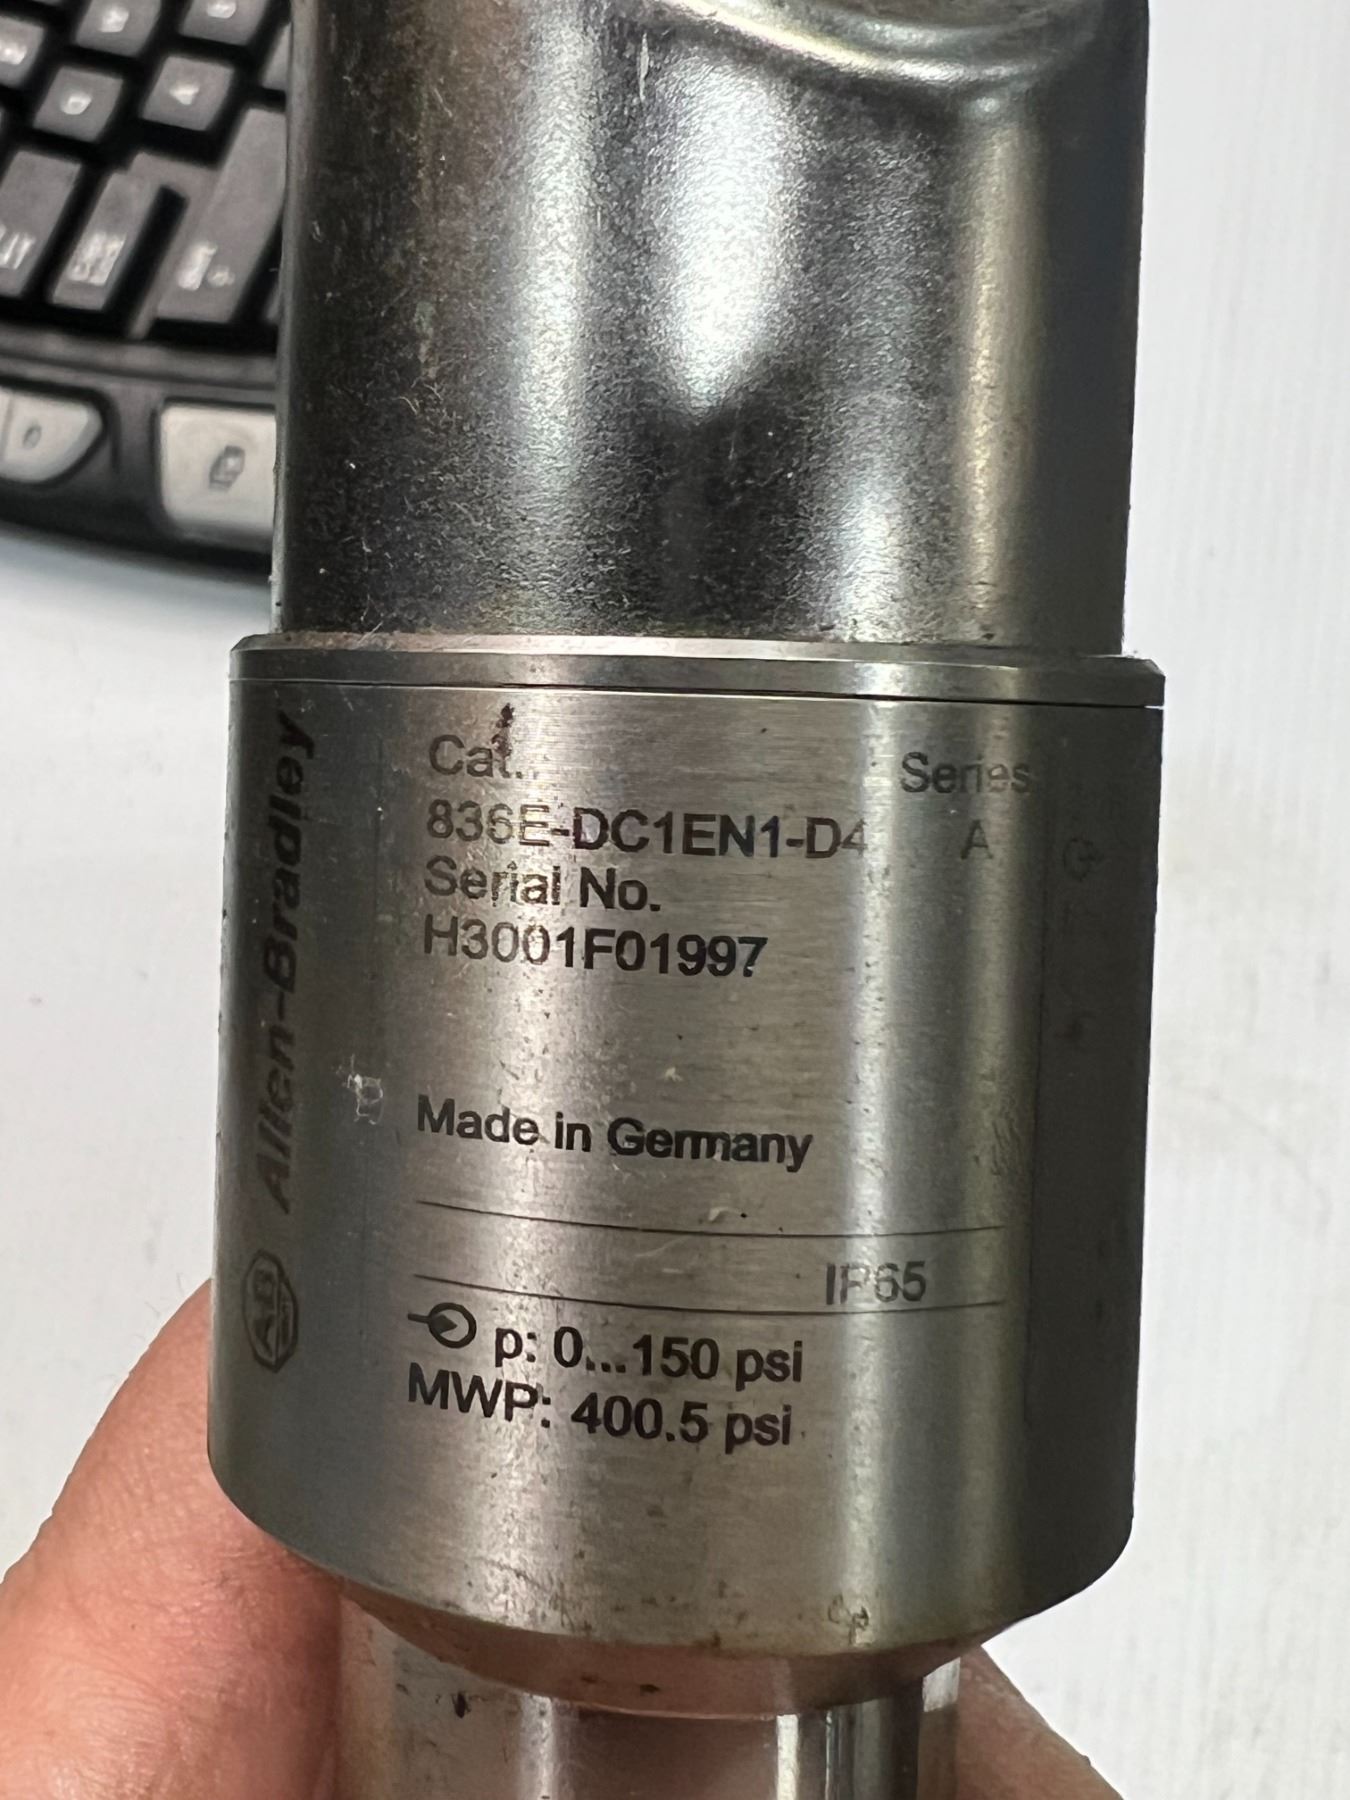 Allen-Bradley
A-B
Cat.
Series
836E-DC1EN1-D4
A
Serial No.
H3001F01997
Made in Germany
IP65
p: 0...150 psi
MWP: 400.5 psi